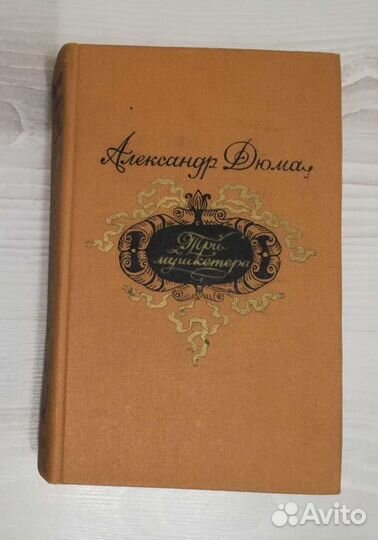 Александр Дюма
Три
мушкетера
Avito